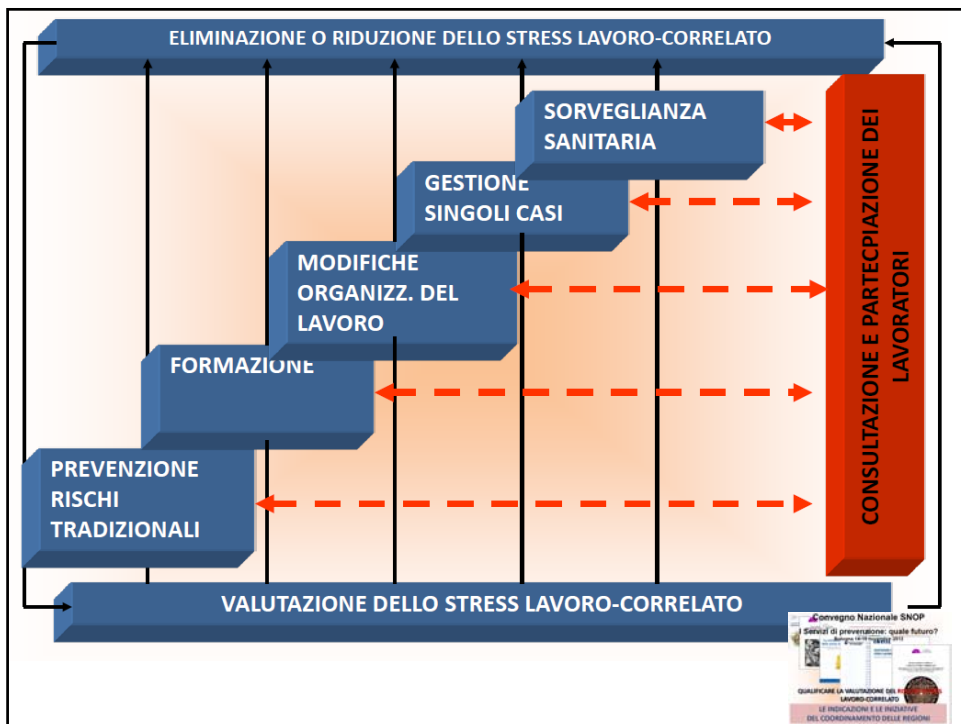 ELIMINAZIONE O RIDUZIONE DELLO STRESS LAVORO-CORRELATO
SORVEGLIANZA
SANITARIA
GESTIONE
SINGOLI CASI
MODIFICHE
ORGANIZZ. DEL
LAVORO
FORMAZIONE
PREVENZIONE
RISCHI
TRADIZIONALI
CONSULTAZIONE E PARTECPIAZIONE DEI
LAVORATORI
VALUTAZIONE DELLO STRESS LAVORO-CORRELATO
Convegno Nazionale SNOP
I Servizi di prevenzione: quale futuro?
QUALIFICARE LA VALUTAZIONE DEL
LAVORO-CORRELATO
LE INDICAZIONI E LE INIZIATIVE
DEL COORDINAMENTO DELLE REGIONI